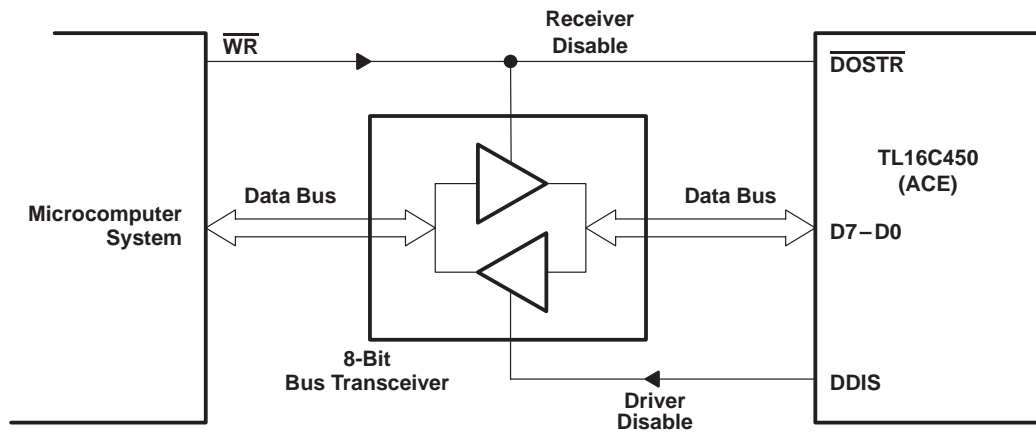 WR
Receiver
Disable
DOSTR
TL16C450
(ACE)
Data Bus
Data Bus
Microcomputer
System
D7–D0
8-Bit
Bus Transceiver
DDIS
Driver
Disable